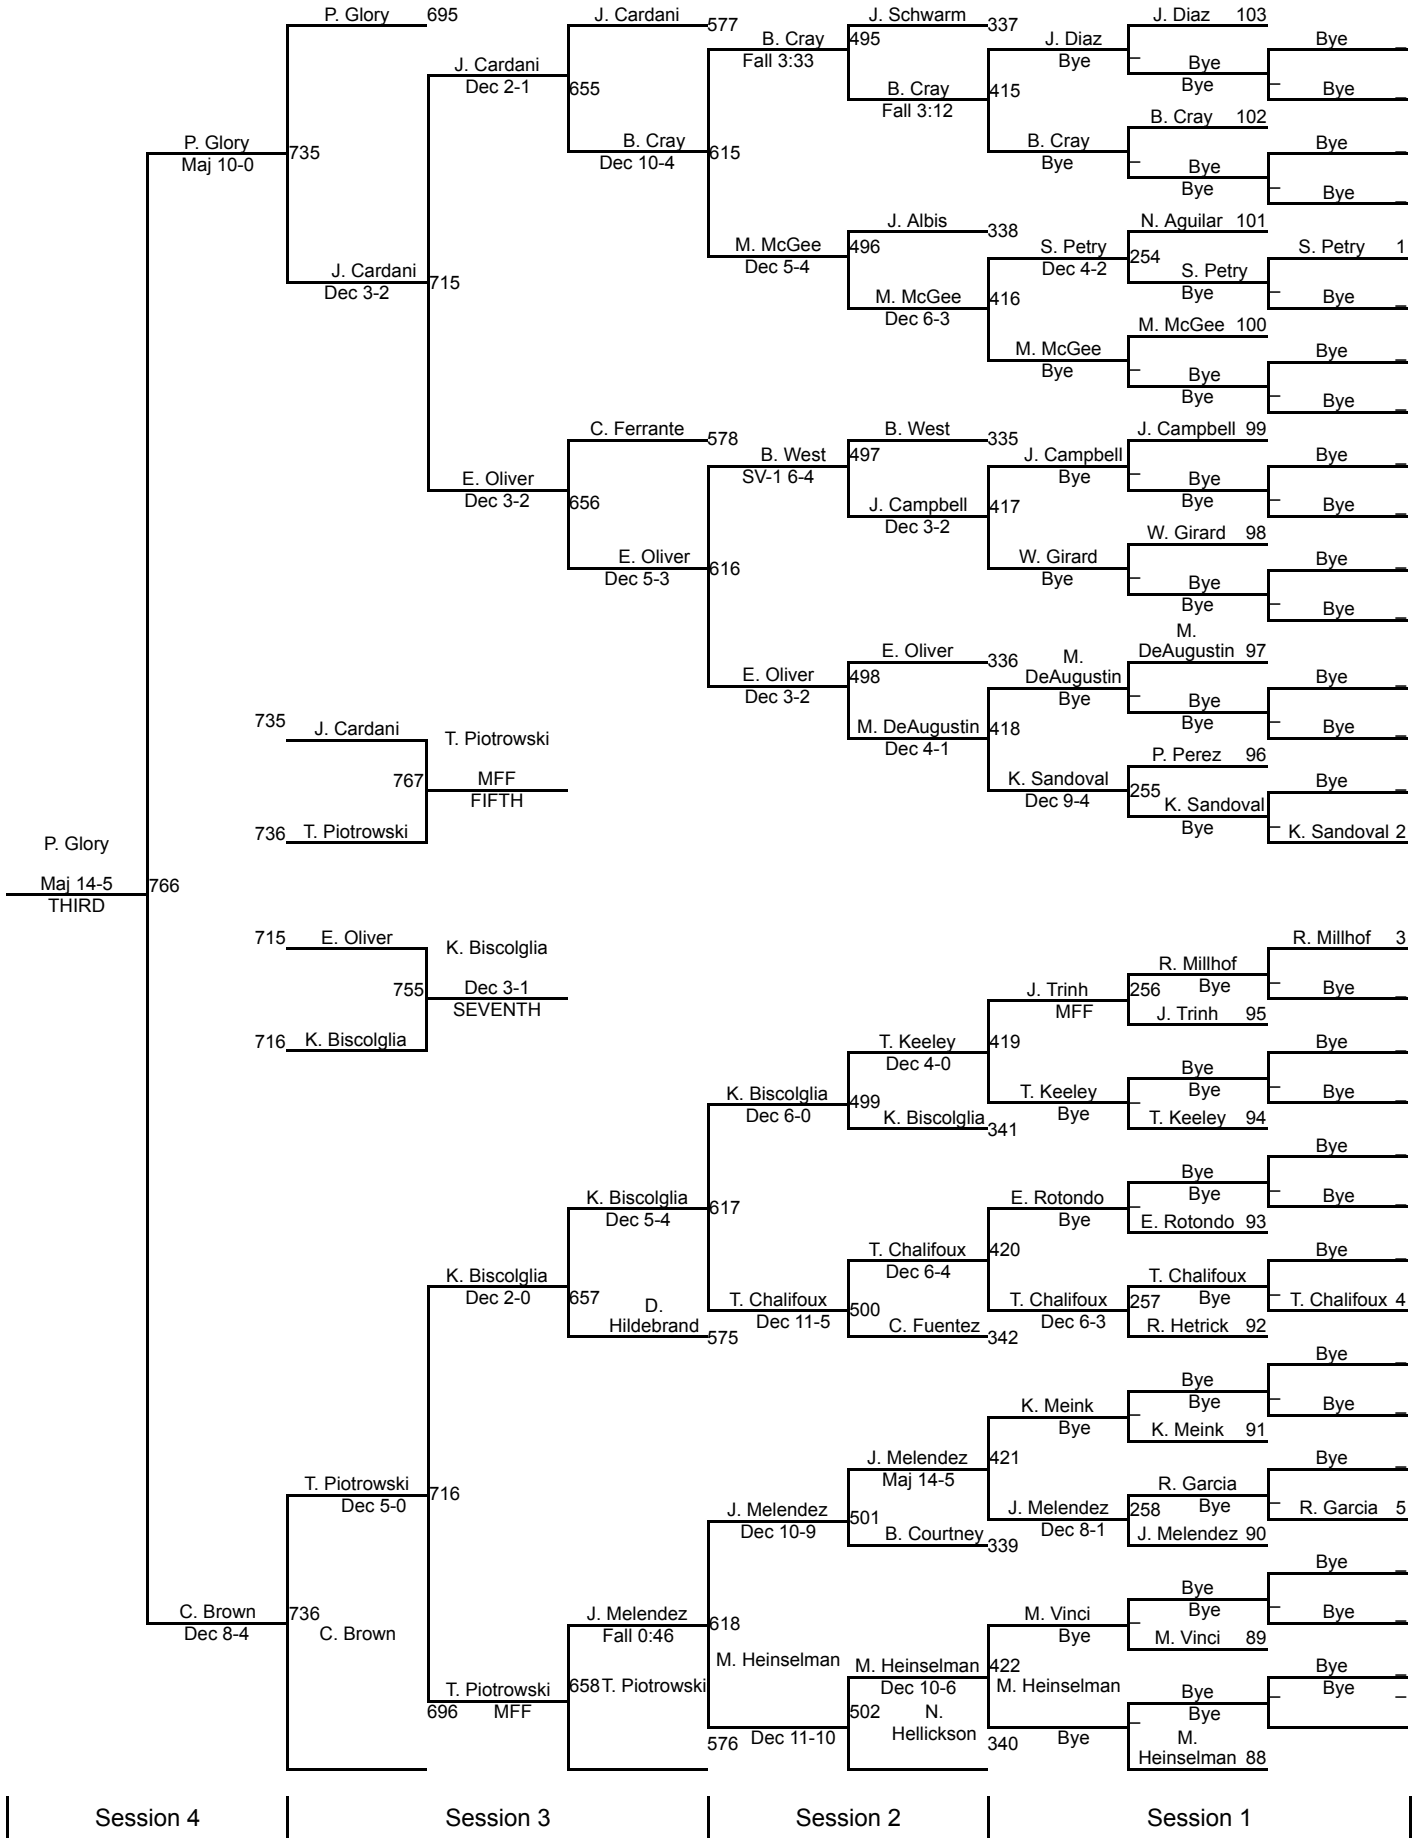 P. Glory 695
J. Cardani 577
J. Schwarm 337
J. Diaz 103
B. Cray 495
J. Diaz
Bye _
Fall 3:33
Bye
_ Bye
J. Cardani
Bye
Bye _
Dec 2-1
655
B. Cray 415
Fall 3:12
B. Cray 102
P. Glory
735
B. Cray
615
B. Cray
Bye _
Maj 10-0
Dec 10-4
Bye
_ Bye
Bye
_ Bye _
J. Albis 338
N. Aguilar 101
M. McGee 496
S. Petry 254
S. Petry 1
Dec 5-4
Dec 4-2
S. Petry
J. Cardani 715
Bye
_ Bye _
Dec 3-2
M. McGee 416
Dec 6-3
M. McGee 100
M. McGee
Bye _
Bye
_ Bye
Bye
_ Bye _
C. Ferrante 578
B. West 335
J. Campbell 99
B. West 497
J. Campbell
Bye _
SV-1 6-4
Bye
_ Bye
E. Oliver
Bye
Bye _
Dec 3-2
656
J. Campbell 417
Dec 3-2
W. Girard 98
E. Oliver 616
W. Girard
Bye _
Dec 5-3
Bye
_ Bye
Bye
_ Bye _
M.
E. Oliver 336
M.
DeAugustin 97
E. Oliver 498
DeAugustin
Bye _
Dec 3-2
Bye
_ Bye
735 J. Cardani
M. DeAugustin 418
Bye
_ Bye _
T. Piotrowski
Dec 4-1
P. Perez 96
767 MFF
K. Sandoval 255
Bye _
FIFTH
Dec 9-4
K. Sandoval
736 T. Piotrowski
Bye
_ K. Sandoval 2
P. Glory
Maj 14-5 766
THIRD
715 E. Oliver
K. Biscolglia
R. Millhof 3
R. Millhof
755 Dec 3-1
J. Trinh 256 Bye
_ Bye _
SEVENTH
MFF
J. Trinh 95
716 K. Biscolglia
T. Keeley 419
Bye _
Dec 4-0
Bye
K. Biscolglia 499
T. Keeley
_ Bye
_ Bye _
Dec 6-0
K. Biscolglia 341
Bye
T. Keeley 94
Bye _
Bye
K. Biscolglia 617
E. Rotondo
_ Bye
_ Bye _
Dec 5-4
Bye
E. Rotondo 93
T. Chalifoux 420
Bye _
Dec 6-4
K. Biscolglia
T. Chalifoux
Dec 2-0
657 D.
T. Chalifoux 500
T. Chalifoux 257 Bye
_ T. Chalifoux 4
Hildebrand 575
Dec 11-5
C. Fuentez 342
Dec 6-3
R. Hetrick 92
Bye _
Bye
K. Meink
_ Bye
_ Bye _
Bye
K. Meink 91
J. Melendez 421
Bye _
Maj 14-5
T. Piotrowski 716
R. Garcia
Dec 5-0
J. Melendez 501
J. Melendez 258 Bye
_ R. Garcia 5
Dec 10-9
B. Courtney 339
Dec 8-1
J. Melendez 90
Bye _
Bye
C. Brown 736
J. Melendez 618
M. Vinci
_ Bye
_ Bye _
Dec 8-4
C. Brown
Fall 0:46
Bye
M. Vinci 89
M. Heinselman
M. Heinselman 422
Bye _
T. Piotrowski
658 T. Piotrowski
Dec 10-6
M. Heinselman
Bye
_ Bye _
696 MFF
502 N.
_ Bye
576 Dec 11-10
Hellickson 340
Bye
M.
Heinselman 88
Session 4 Session 3 Session 2 Session 1